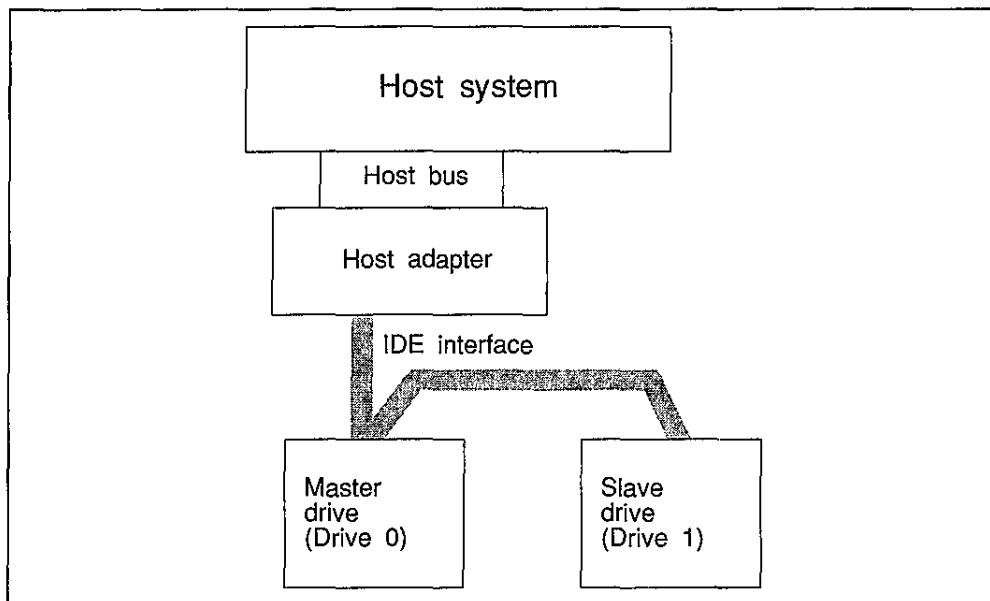 Host system
Host bus
Host adapter
IDE interface
Master
drive
(Drive 0)
Slave
drive
(Drive 1)